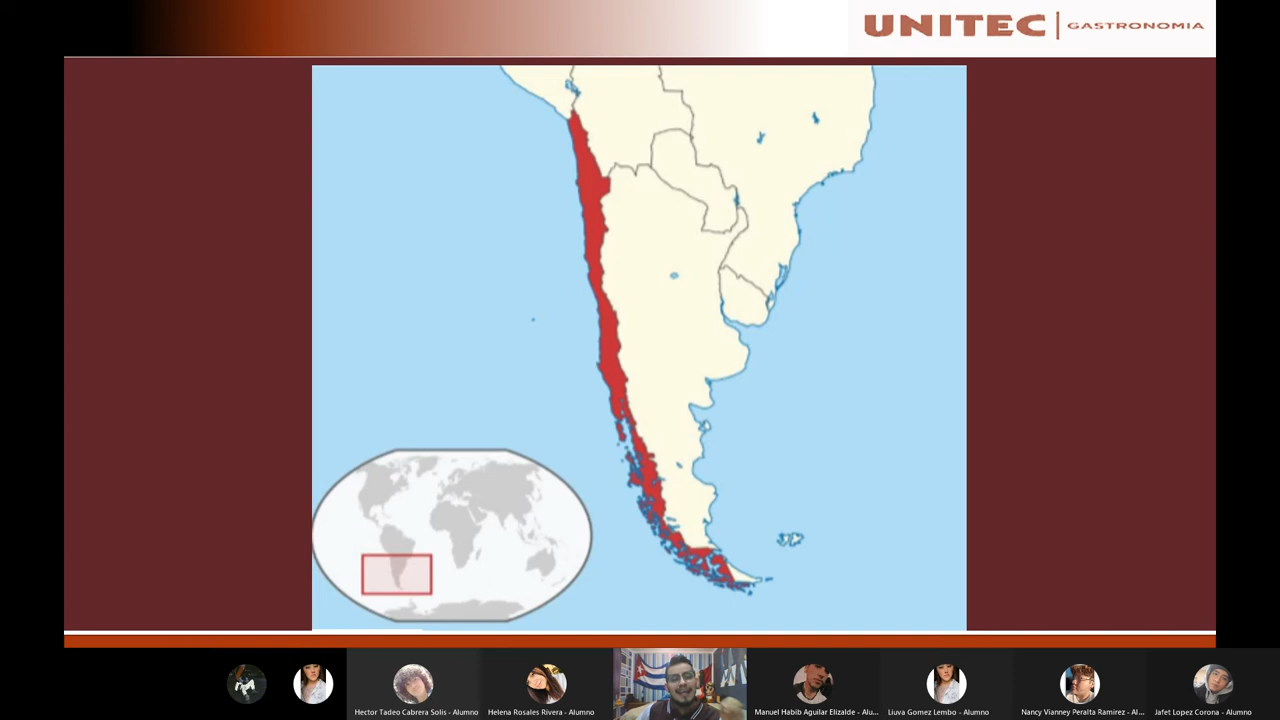 UNITEC | GASTRONOMIA
Hector Tadeo Cabrera Solis - Alumno
Helena Rosales Rivera - Alumno
Manuel Habib Aguilar Elizalde - Alu...
Liuva Gomez Lembo - Alumno
Nancy Vianney Peralta Ramirez - Al...
Jafet Lopez Corona - Alumno